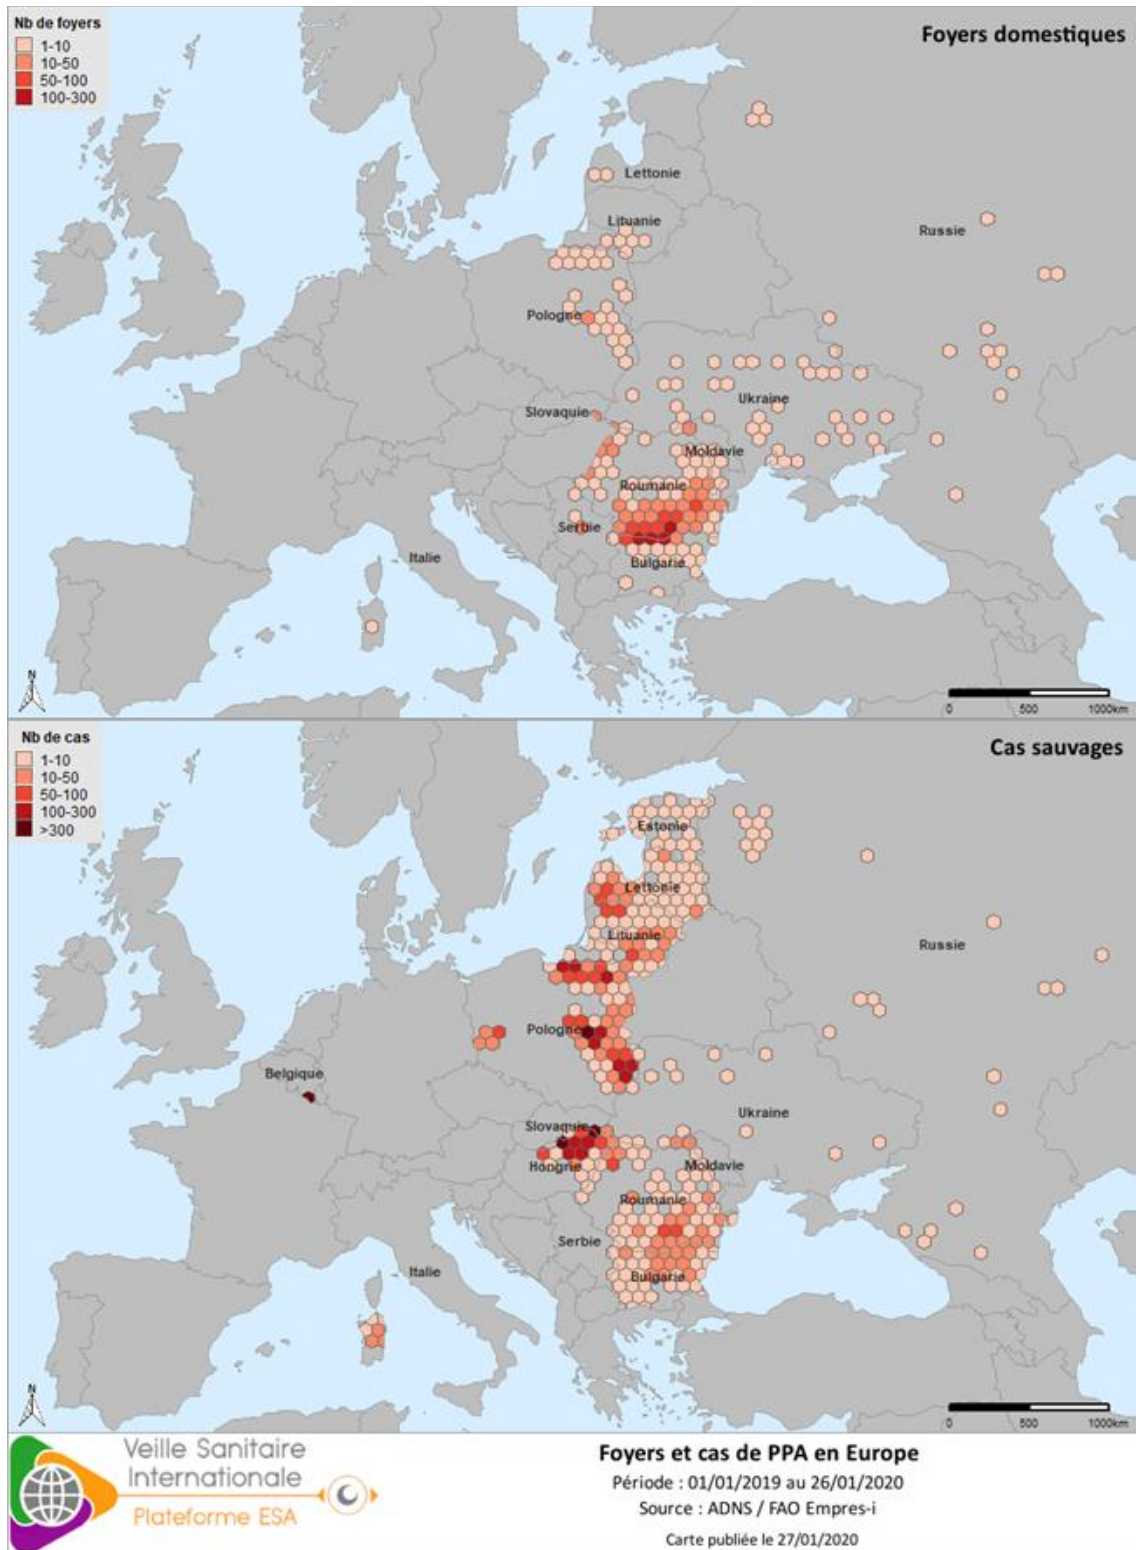 Nb de foyers
1-10
10-50
50-100
100-300
Foyers domestiques
Lettonie
Lituanie
Russie
Pologne
Ukraine
Slovaquie
Moldavie
Roumanie
Serbie
Italie
Bulgarie
N
0 500 1000km
Nb de cas
1-10
10-50
50-100
100-300
>300
Cas sauvages
Estonie
Lettonie
Lituanie
Russie
Pologne
Belgique
Ukraine
Slovaquie
Hongrie
Moldavie
Roumanie
Serbie
Italie
Bulgarie
N
0 500 1000km
Veille Sanitaire
Internationale
Plateforme ESA
Foyers et cas de PPA en Europe
Période : 01/01/2019 au 26/01/2020
Source : ADNS / FAO Empres-i
Carte publiée le 27/01/2020